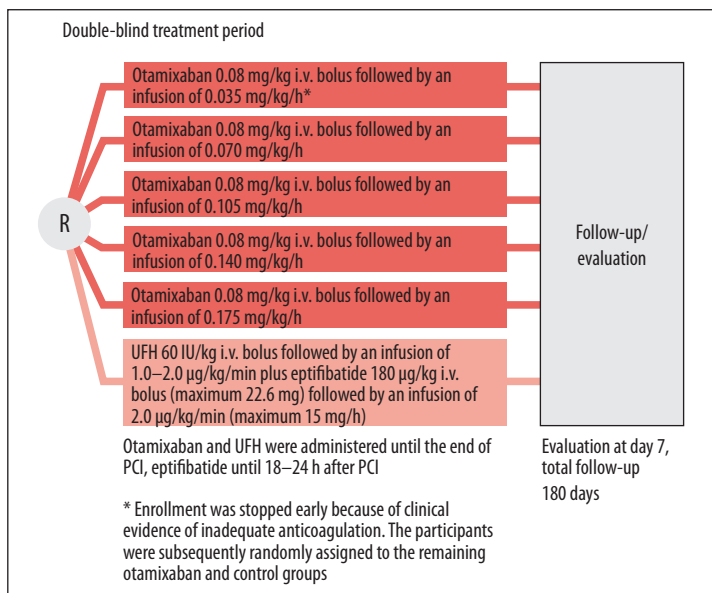 Double-blind treatment period
Otamixaban 0.08 mg/kg i.v. bolus followed by an
infusion of 0.035 mg/kg/h*
Otamixaban 0.08 mg/kg i.v. bolus followed by an
infusion of 0.070 mg/kg/h
Otamixaban 0.08 mg/kg i.v. bolus followed by an
infusion of 0.105 mg/kg/h
R
Otamixaban 0.08 mg/kg i.v. bolus followed by an
infusion of 0.140 mg/kg/h
Otamixaban 0.08 mg/kg i.v. bolus followed by an
infusion of 0.175 mg/kg/h
UFH 60 IU/kg i.v. bolus followed by an infusion of
1.0–2.0 µg/kg/min plus eptifibatide 180 µg/kg i.v.
bolus (maximum 22.6 mg) followed by an infusion of
2.0 µg/kg/min (maximum 15 mg/h)
Follow-up/
evaluation
Otamixaban and UFH were administered until the end of
PCI, eptifibatide until 18–24 h after PCI
Evaluation at day 7,
total follow-up
180 days
* Enrollment was stopped early because of clinical
evidence of inadequate anticoagulation. The participants
were subsequently randomly assigned to the remaining
otamixaban and control groups